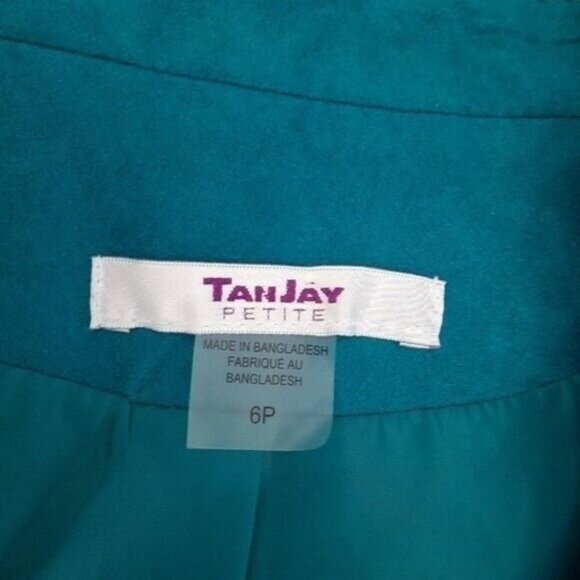 TANJAY
PETITE
MADE IN BANGLADESH
FABRIQUÉ AU
BANGLADESH
6P